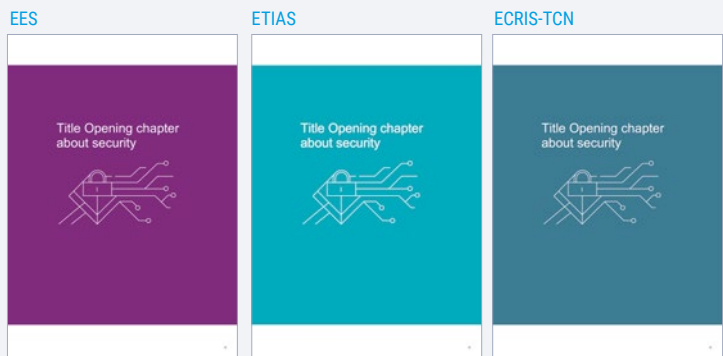 EES
ETIAS
ECRIS-TCN
Title Opening chapter
about security
Title Opening chapter
about security
Title Opening chapter
about security